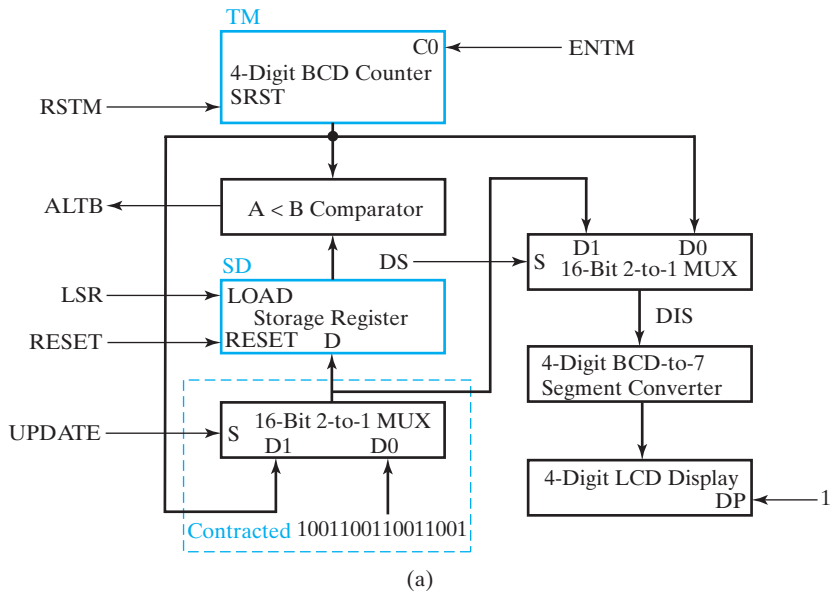 TM
C0
ENTM
4-Digit BCD Counter
SRST
RSTM
ALTB
A < B Comparator
D1 D0
DS
S
16-Bit 2-to-1 MUX
SD
LSR
LOAD
Storage Register
RESET
RESET D
DIS
4-Digit BCD-to-7
Segment Converter
16-Bit 2-to-1 MUX
UPDATE
S
D1 D0
4-Digit LCD Display
DP
1
Contracted 1001100110011001
(a)